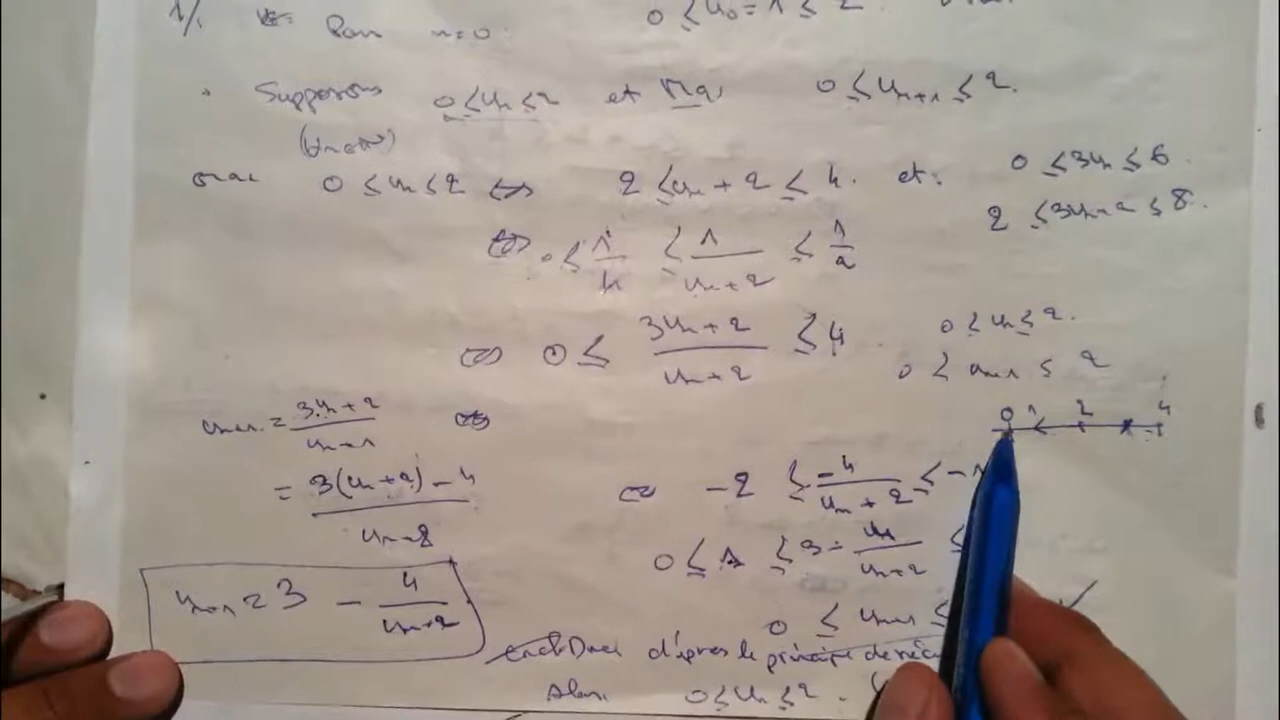 1/. Pour n=0: 0 ≤ u₀ = 1 ≤ 2
• Supposons 0 ≤ uₙ ≤ 2 et Mq 0 ≤ uₙ₊₁ ≤ 2.
(∀n∈ℕ)
on a 0 ≤ uₙ ≤ 2 ⇔ 2 ≤ uₙ + 2 ≤ 4. et: 0 ≤ 3uₙ ≤ 6
2 ≤ 3uₙ+2 ≤ 8.
⇔ 0 ≤ 1/4 ≤ 1/(uₙ+2) ≤ 1/2
⇔ 0 ≤ (3uₙ+2)/(uₙ+2) ≤ 4
0 ≤ uₙ ≤ 2.
0 ≤ uₙ₊₁ ≤ 2
0 1 2 4
uₙ₊₁ = (3uₙ+2)/(uₙ+1) ⇔
= (3(uₙ+2) - 4)/(uₙ+2)
⇔ -2 ≤ -4/(uₙ+2) ≤ -1
0 ≤ 1 ≤ 3 - 4/(uₙ+2) ≤
uₙ₊₁ = 3 - 4/(uₙ+2)
0 ≤ uₙ₊₁ ≤
Donc d'après le principe de réc
Alors 0 ≤ uₙ ≤ 2.